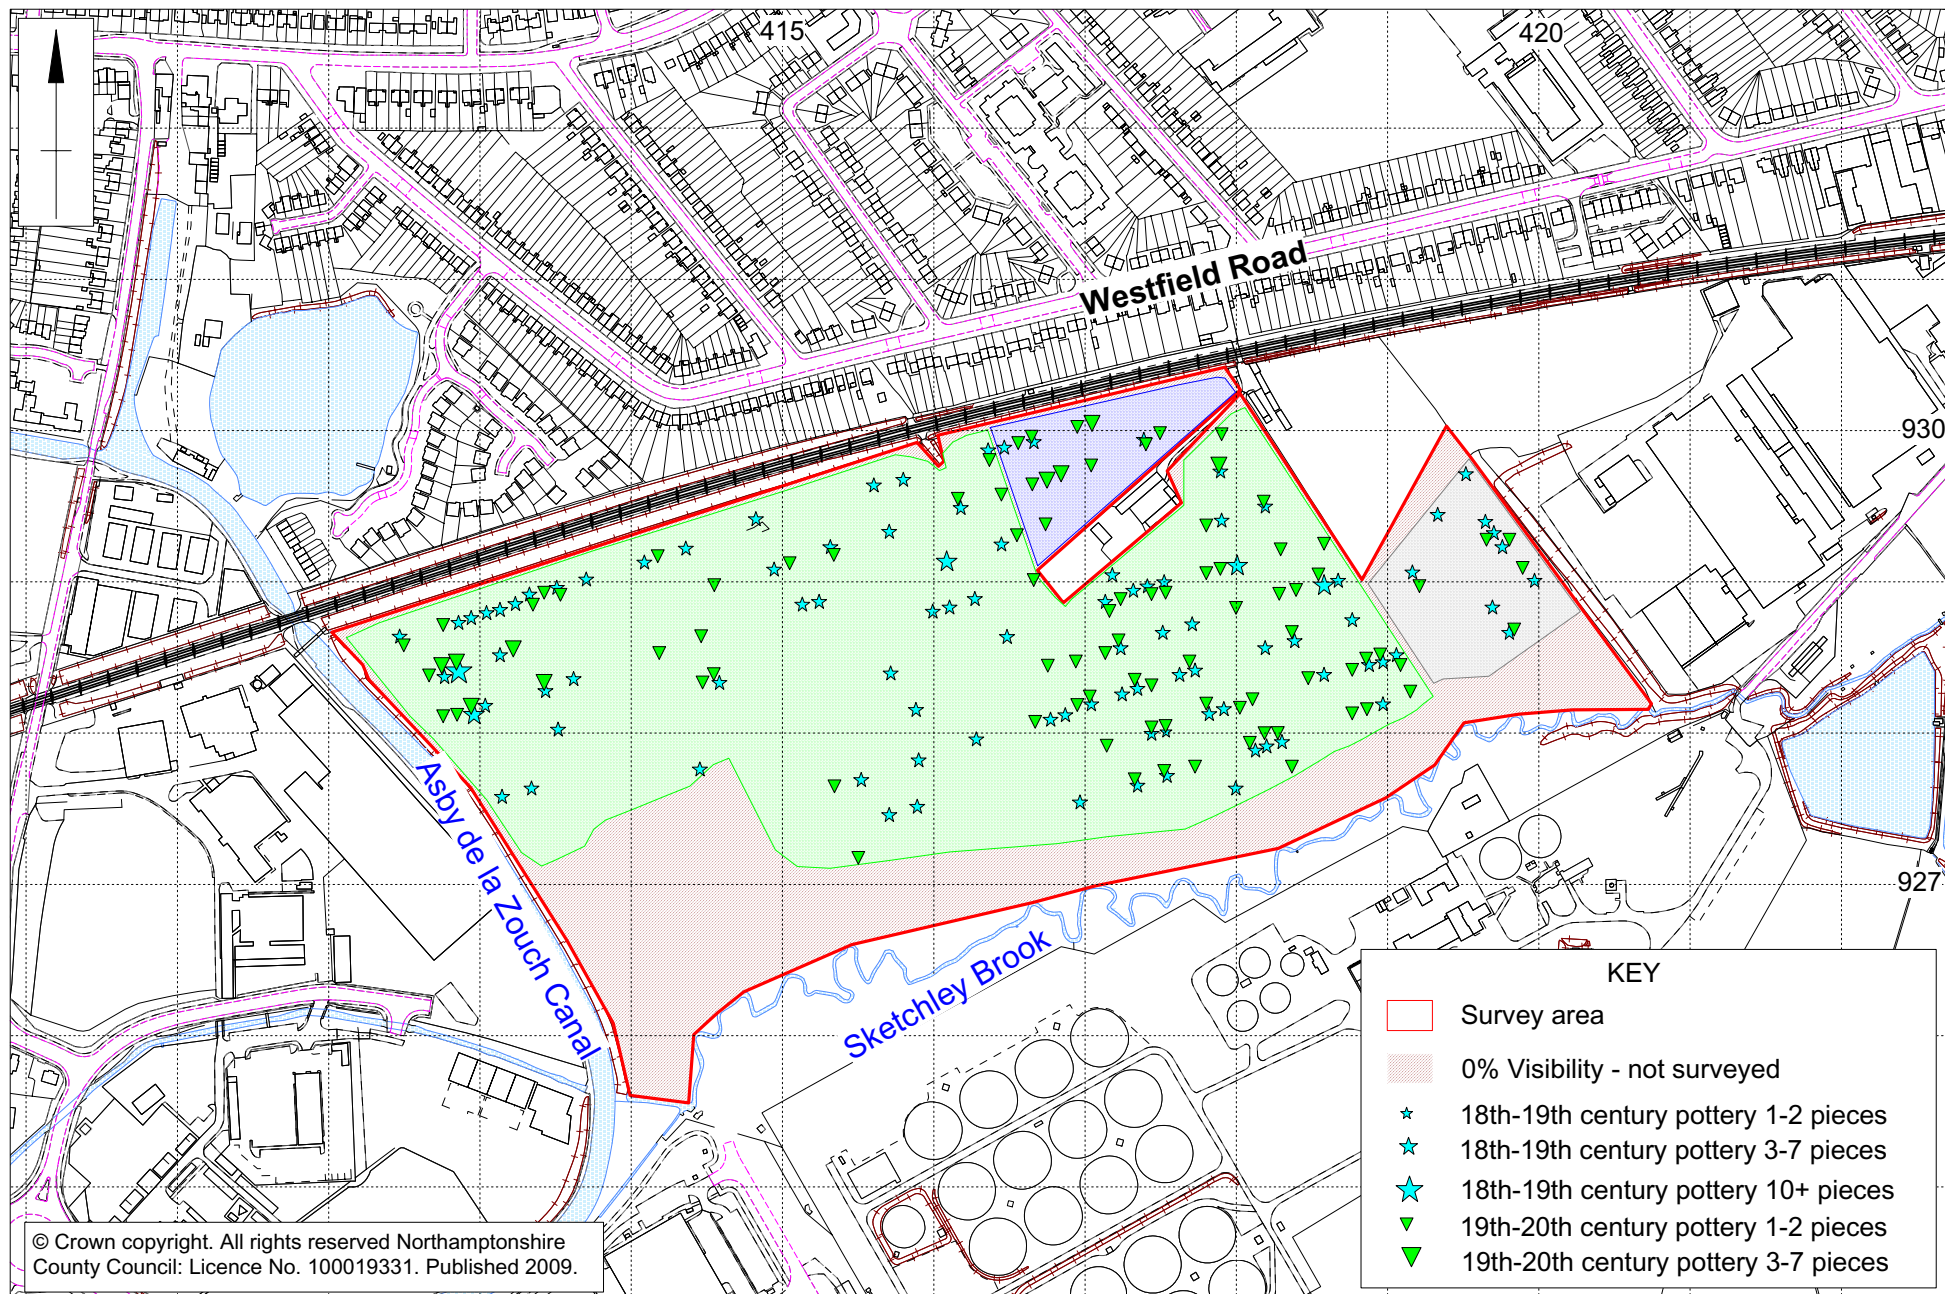 415
420
Westfield Road
930
927
Asby de la Zouch Canal
Sketchley Brook
KEY
Survey area
0% Visibility - not surveyed
18th-19th century pottery 1-2 pieces
18th-19th century pottery 3-7 pieces
18th-19th century pottery 10+ pieces
19th-20th century pottery 1-2 pieces
19th-20th century pottery 3-7 pieces
© Crown copyright. All rights reserved Northamptonshire
County Council: Licence No. 100019331. Published 2009.